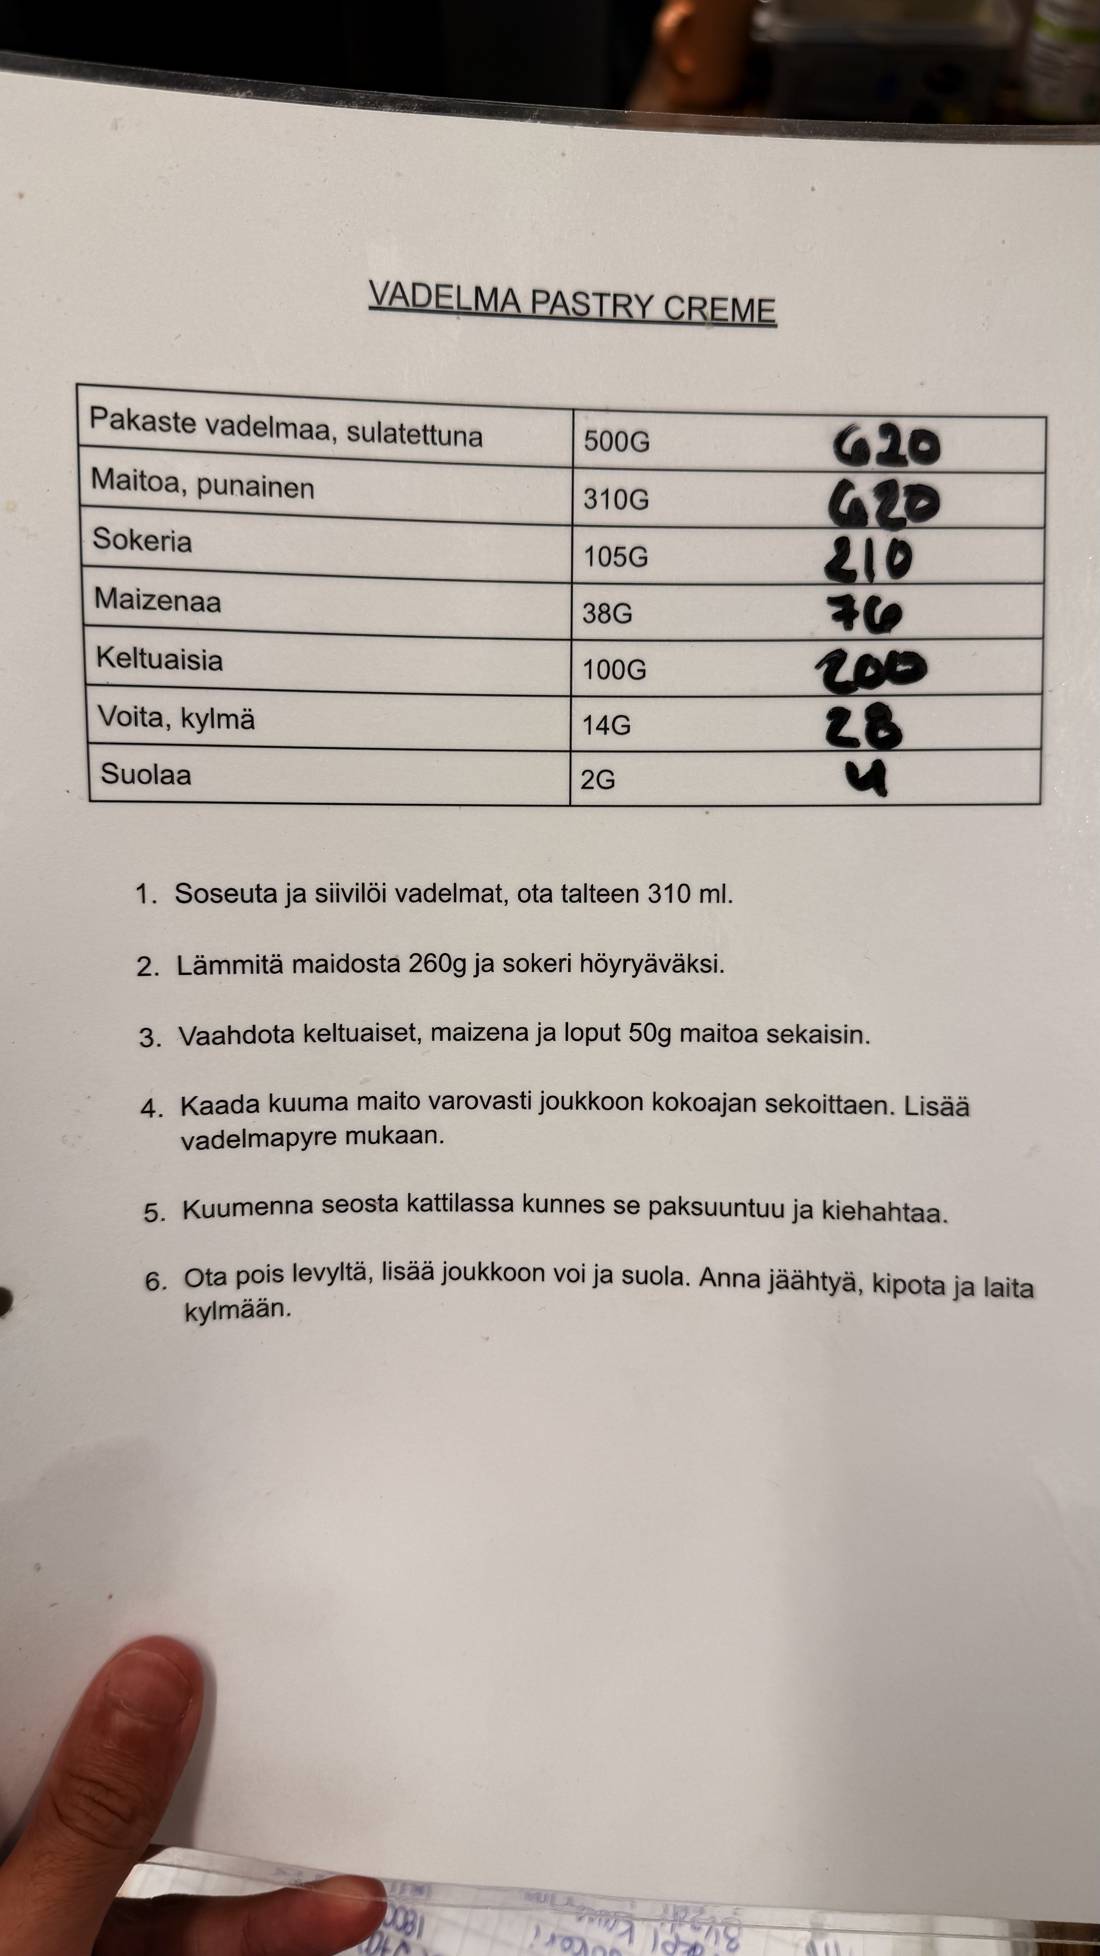 VADELMA PASTRY CREME
Pakaste vadelmaa, sulatettuna 500G 620
Maitoa, punainen 310G 620
Sokeria 105G 210
Maizenaa 38G 76
Keltuaisia 100G 200
Voita, kylmä 14G 28
Suolaa 2G 4
1. Soseuta ja siivilöi vadelmat, ota talteen 310 ml.
2. Lämmitä maidosta 260g ja sokeri höyryäväksi.
3. Vaahdota keltuaiset, maizena ja loput 50g maitoa sekaisin.
4. Kaada kuuma maito varovasti joukkoon kokoajan sekoittaen. Lisää
vadelmapyre mukaan.
5. Kuumenna seosta kattilassa kunnes se paksuuntuu ja kiehahtaa.
6. Ota pois levyltä, lisää joukkoon voi ja suola. Anna jäähtyä, kipota ja laita
kylmään.